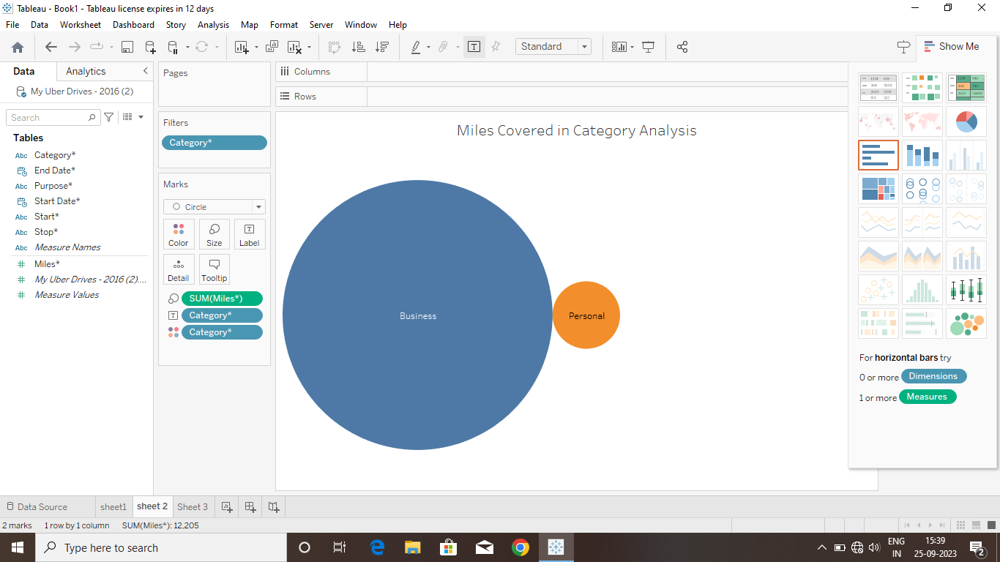 Tableau - Book1 - Tableau license expires in 12 days
File Data Worksheet Dashboard Story Analysis Map Format Server Window Help
Standard
Show Me
Data Analytics
My Uber Drives - 2016 (2)
Search
Tables
Abc Category*
End Date*
Abc Purpose*
Start Date*
Abc Start*
Abc Stop*
Abc Measure Names
# Miles*
# My Uber Drives - 2016 (2)....
# Measure Values
Pages
Filters
Category*
Marks
Circle
Color Size Label
Detail Tooltip
SUM(Miles*)
Category*
Category*
Columns
Rows
Miles Covered in Category Analysis
Business
Personal
For horizontal bars try
0 or more Dimensions
1 or more Measures
Data Source sheet1 sheet 2 Sheet 3
2 marks 1 row by 1 column SUM(Miles*): 12,205
Type here to search
ENG
IN
15:39
25-09-2023
2